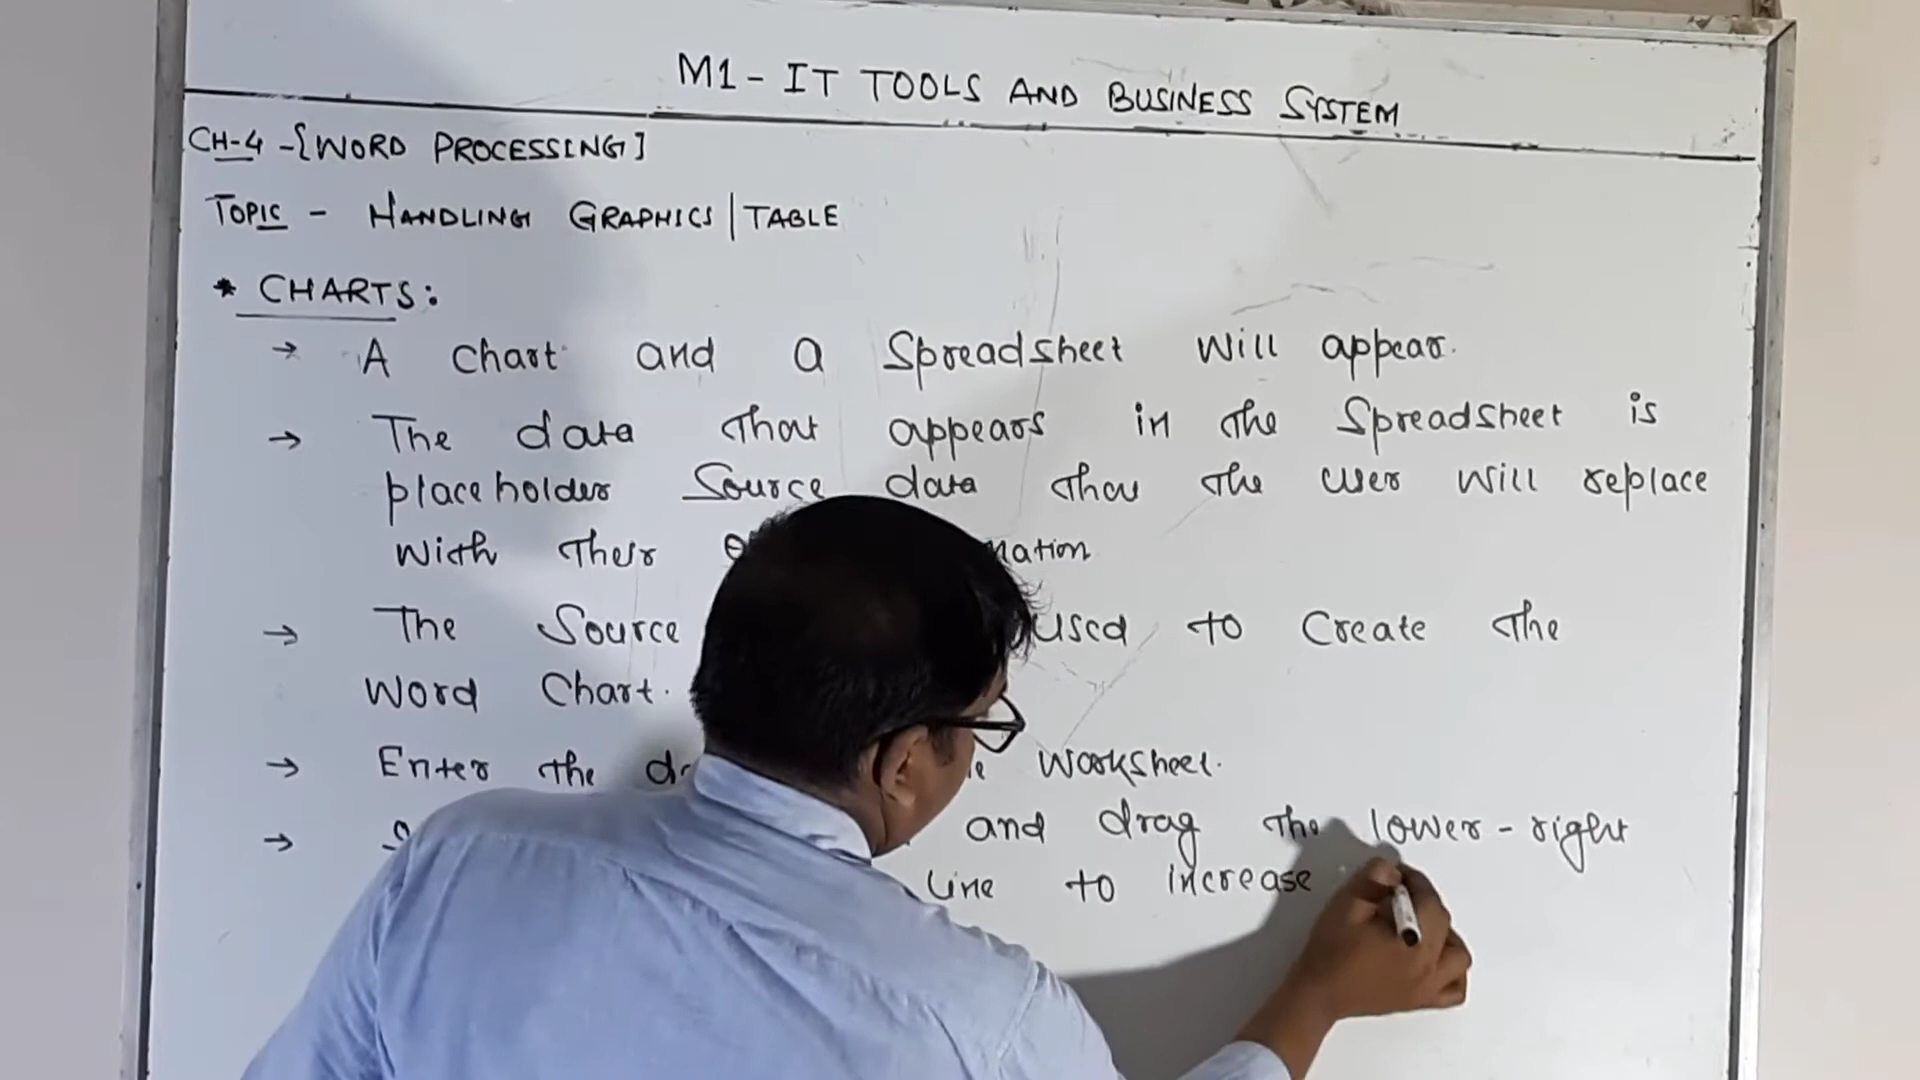 M1 - IT TOOLS AND BUSINESS SYSTEM
CH-4 -{WORD PROCESSING]
TOPIC - HANDLING GRAPHICS | TABLE
* CHARTS:
→ A chart and a Spreadsheet will appear.
→ The data that appears in the Spreadsheet is
placeholder Source data that the user will replace
with their
The Source used to Create the
Word Chart.
→ Enter the worksheet.
→ and drag the lower-right
line to increase